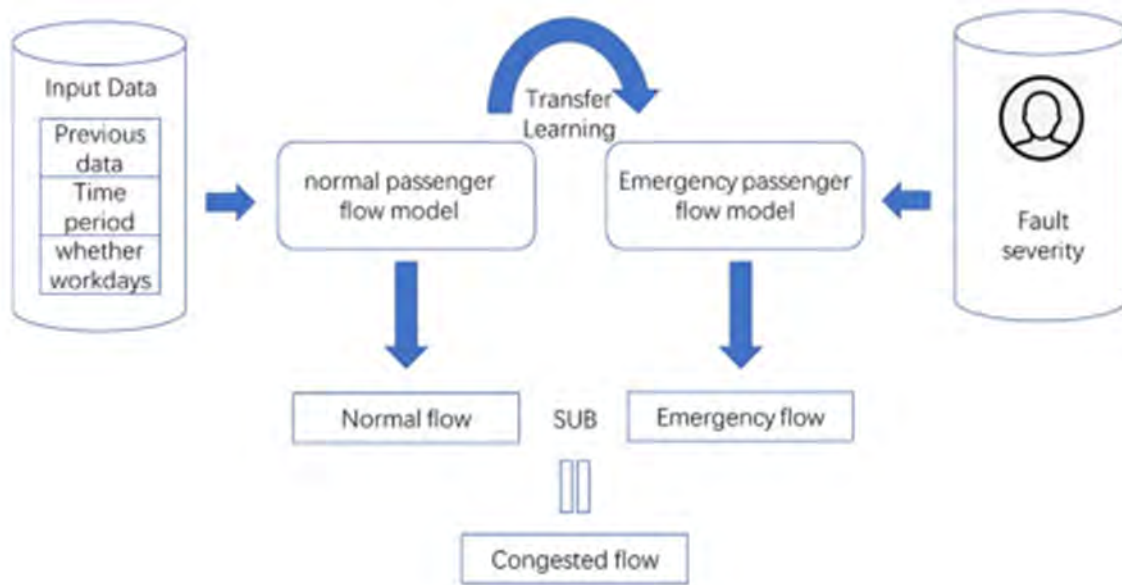 Input Data
Previous
data
Time
period
whether
workdays
Transfer
Learning
normal passenger
flow model
Emergency passenger
flow model
Fault
severity
Normal flow
SUB
Emergency flow
Congested flow